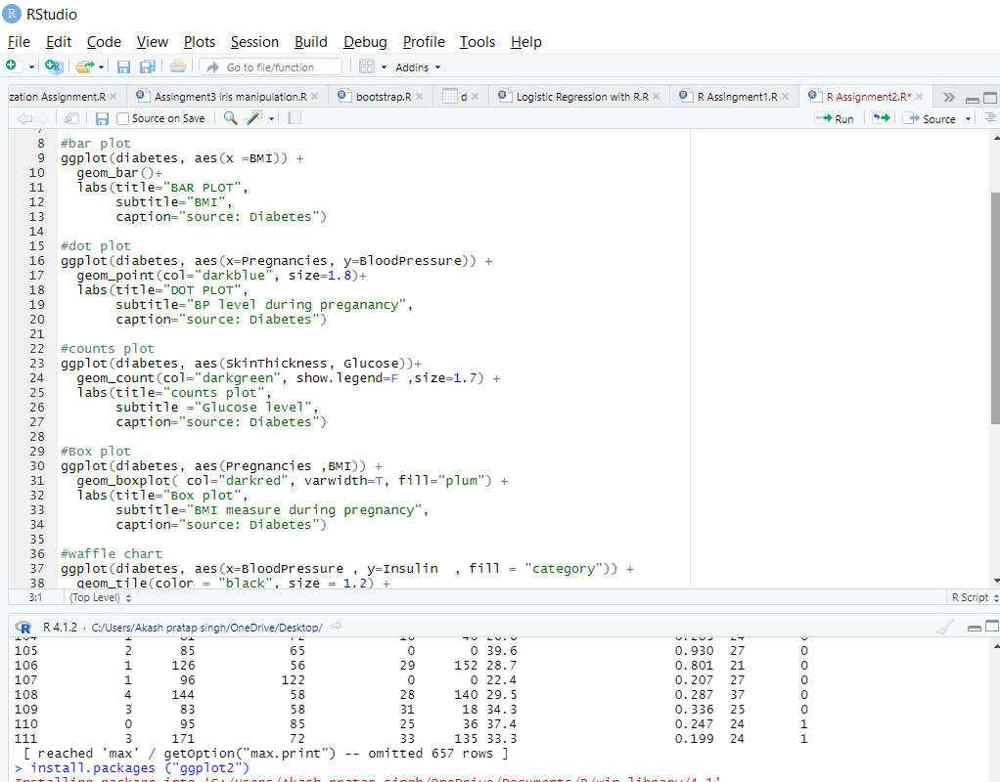 RStudio
File Edit Code View Plots Session Build Debug Profile Tools Help
Go to file/function Addins
zation Assignment.R Assingment3 iris manipulation.R bootstrap.R d Logistic Regression with R.R R Assingment1.R R Assignment2.R*
Source on Save Run Source
7
8 #bar plot
9 ggplot(diabetes, aes(x =BMI)) +
10 geom_bar()+
11 labs(title="BAR PLOT",
12 subtitle="BMI",
13 caption="source: Diabetes")
14
15 #dot plot
16 ggplot(diabetes, aes(x=Pregnancies, y=BloodPressure)) +
17 geom_point(col="darkblue", size=1.8)+
18 labs(title="DOT PLOT",
19 subtitle="BP level during preganancy",
20 caption="source: Diabetes")
21
22 #counts plot
23 ggplot(diabetes, aes(SkinThickness, Glucose))+
24 geom_count(col="darkgreen", show.legend=F ,size=1.7) +
25 labs(title="counts plot",
26 subtitle ="Glucose level",
27 caption="source: Diabetes")
28
29 #Box plot
30 ggplot(diabetes, aes(Pregnancies ,BMI)) +
31 geom_boxplot( col="darkred", varwidth=T, fill="plum") +
32 labs(title="Box plot",
33 subtitle="BMI measure during pregnancy",
34 caption="source: Diabetes")
35
36 #waffle chart
37 ggplot(diabetes, aes(x=BloodPressure , y=Insulin , fill = "category")) +
38 geom_tile(color = "black", size = 1.2) +
3:1 (Top Level) R Script
R 4.1.2 · C:/Users/Akash pratap singh/OneDrive/Desktop/
105 2 85 65 0 0 39.6 0.930 27 0
106 1 126 56 29 152 28.7 0.801 21 0
107 1 96 122 0 0 22.4 0.207 27 0
108 4 144 58 28 140 29.5 0.287 37 0
109 3 83 58 31 18 34.3 0.336 25 0
110 0 95 85 25 36 37.4 0.247 24 1
111 3 171 72 33 135 33.3 0.199 24 1
[ reached 'max' / getOption("max.print") -- omitted 657 rows ]
> install.packages ("ggplot2")
Installing package into ‘C:/Users/Akash pratap singh/OneDrive/Documents/R/win-library/4.1’